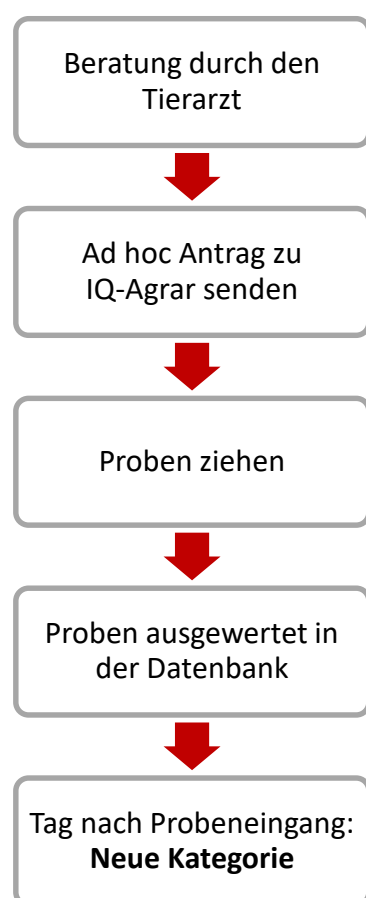 Beratung durch den
Tierarzt
Ad hoc Antrag zu
IQ-Agrar senden
Proben ziehen
Proben ausgewertet in
der Datenbank
Tag nach Probeneingang:
Neue Kategorie